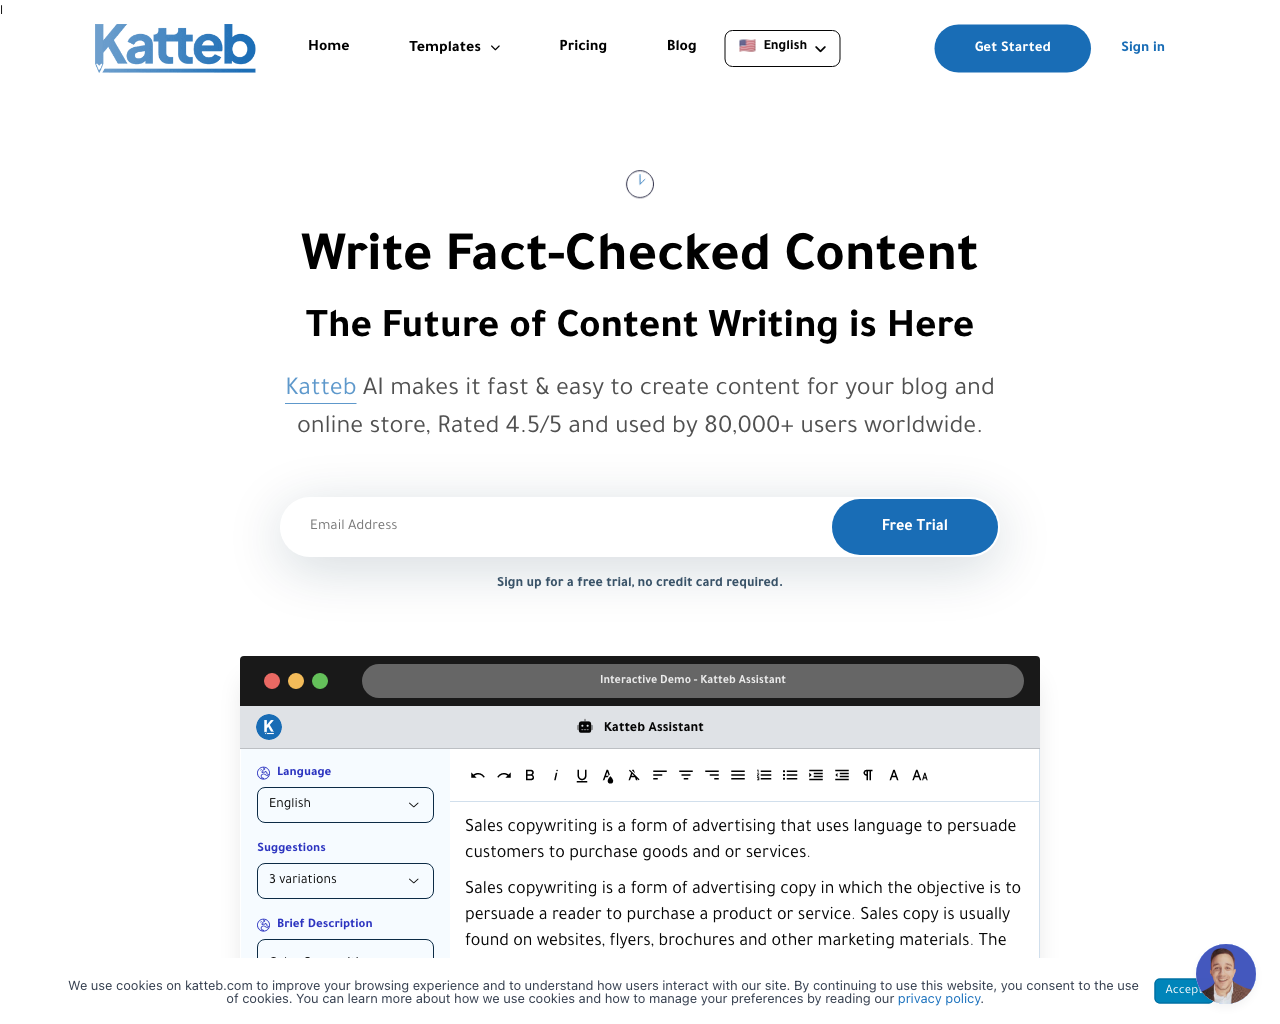 Katteb
Home
Templates
Pricing
Blog
English
Get Started
Sign in
Write Fact-Checked Content
The Future of Content Writing is Here
Katteb AI makes it fast & easy to create content for your blog and
online store, Rated 4.5/5 and used by 80,000+ users worldwide.
Email Address
Free Trial
Sign up for a free trial, no credit card required.
Interactive Demo - Katteb Assistant
K
Katteb Assistant
Language
English
Suggestions
3 variations
Brief Description
Sales copywriting is a form of advertising that uses language to persuade
customers to purchase goods and or services.
Sales copywriting is a form of advertising copy in which the objective is to
persuade a reader to purchase a product or service. Sales copy is usually
found on websites, flyers, brochures and other marketing materials. The
We use cookies on katteb.com to improve your browsing experience and to understand how users interact with our site. By continuing to use this website, you consent to the use
of cookies. You can learn more about how we use cookies and how to manage your preferences by reading our privacy policy.
Accept